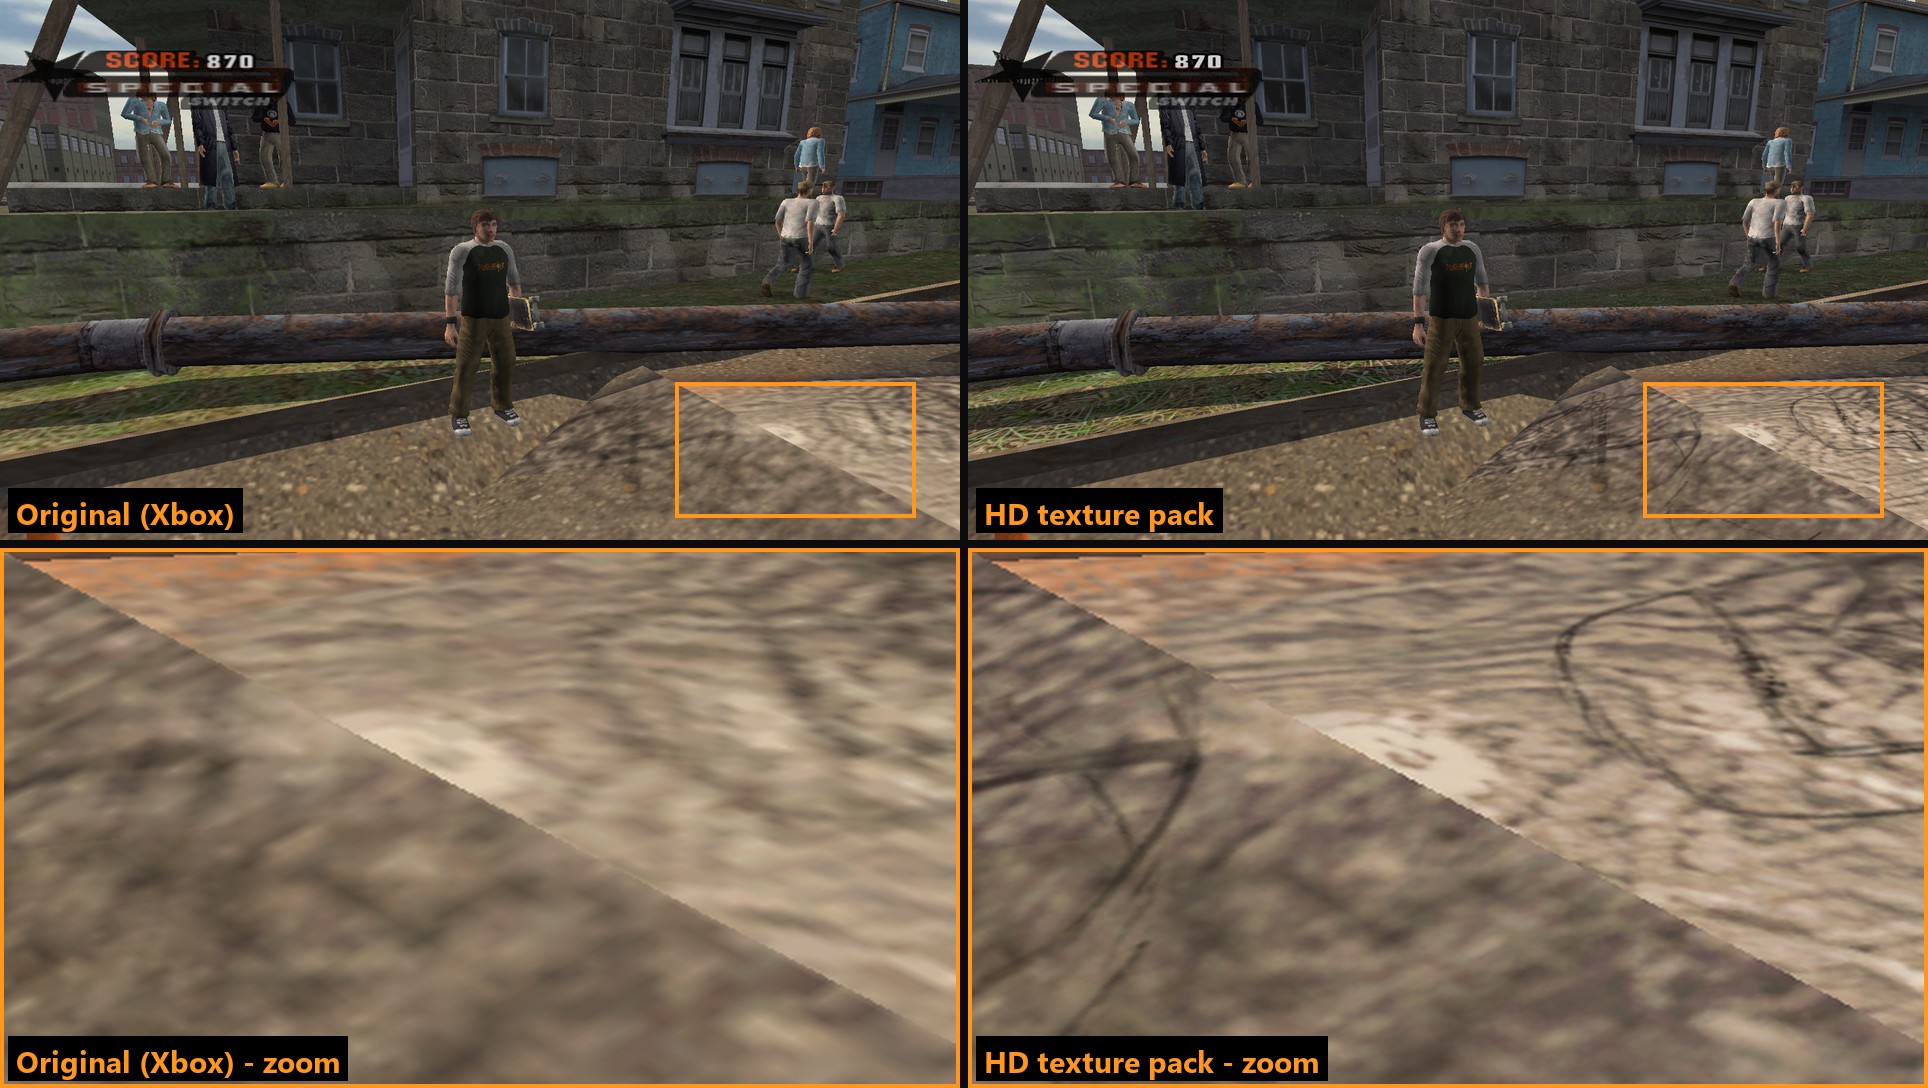 SCORE: 870
SPECIAL
SWITCH
Original (Xbox)
SCORE: 870
SPECIAL
SWITCH
HD texture pack
Original (Xbox) - zoom
HD texture pack - zoom